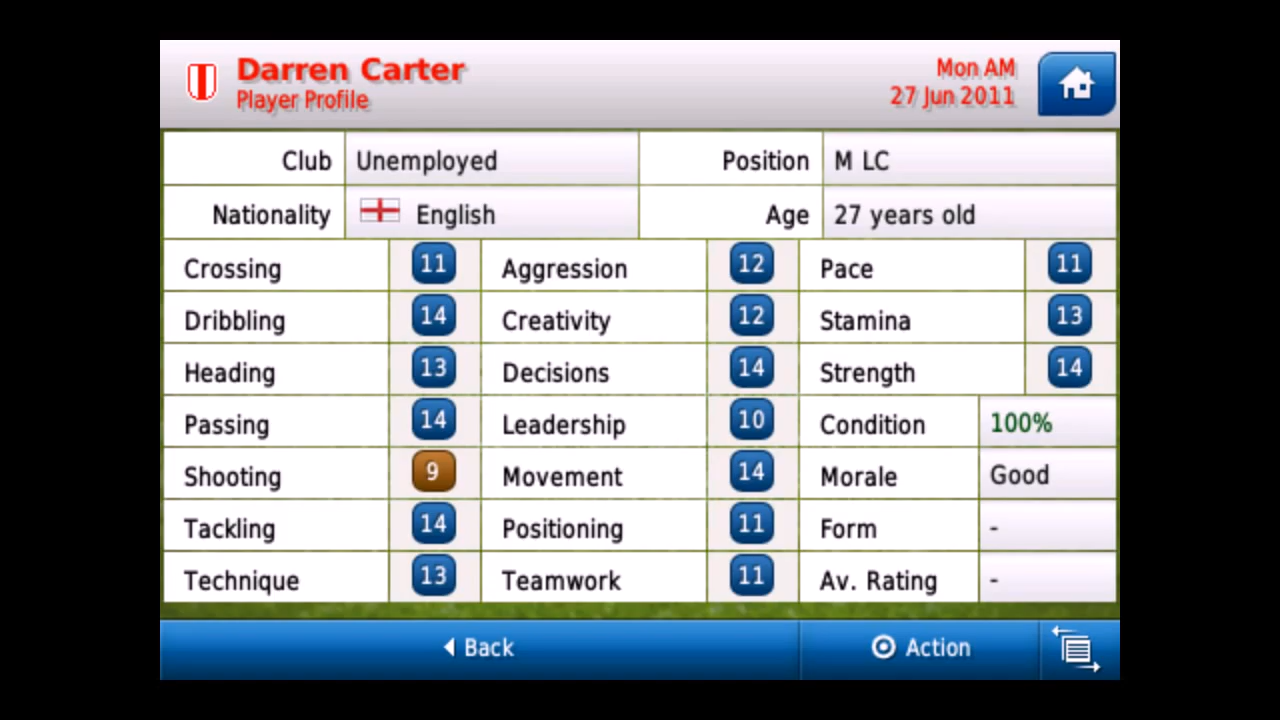 Darren Carter
Player Profile
Mon AM
27 Jun 2011
Club Unemployed Position M LC
Nationality English Age 27 years old
Crossing 11 Aggression 12 Pace 11
Dribbling 14 Creativity 12 Stamina 13
Heading 13 Decisions 14 Strength 14
Passing 14 Leadership 10 Condition 100%
Shooting 9 Movement 14 Morale Good
Tackling 14 Positioning 11 Form -
Technique 13 Teamwork 11 Av. Rating -
Back Action